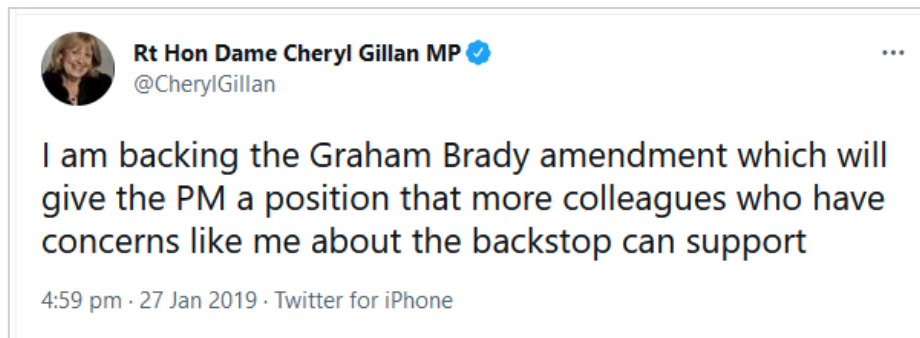 Rt Hon Dame Cheryl Gillan MP
@CherylGillan
I am backing the Graham Brady amendment which will
give the PM a position that more colleagues who have
concerns like me about the backstop can support
4:59 pm · 27 Jan 2019 · Twitter for iPhone